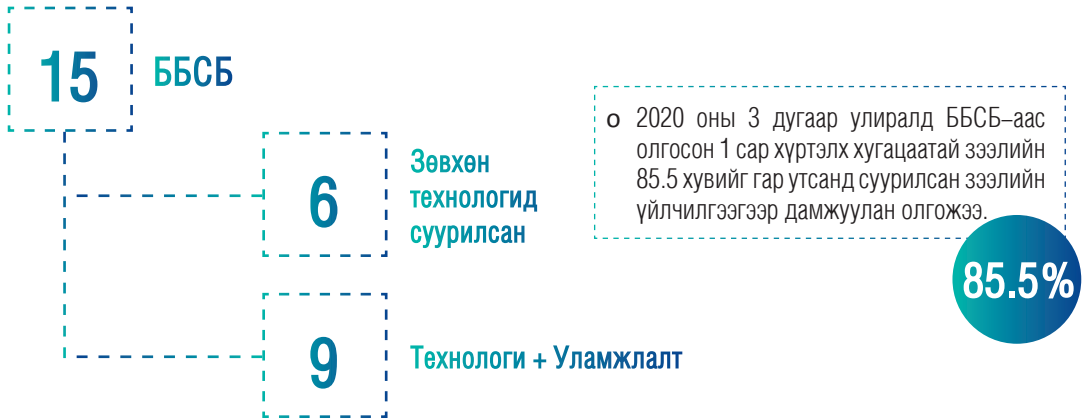 15
ББСБ
о 2020 оны 3 дугаар улиралд ББСБ–аас
олгосон 1 сар хүртэлх хугацаатай зээлийн
85.5 хувийг гар утсанд суурилсан зээлийн
үйлчилгээгээр дамжуулан олгожээ.
85.5%
6
Зөвхөн
технологид
суурилсан
9
Технологи + Уламжлалт